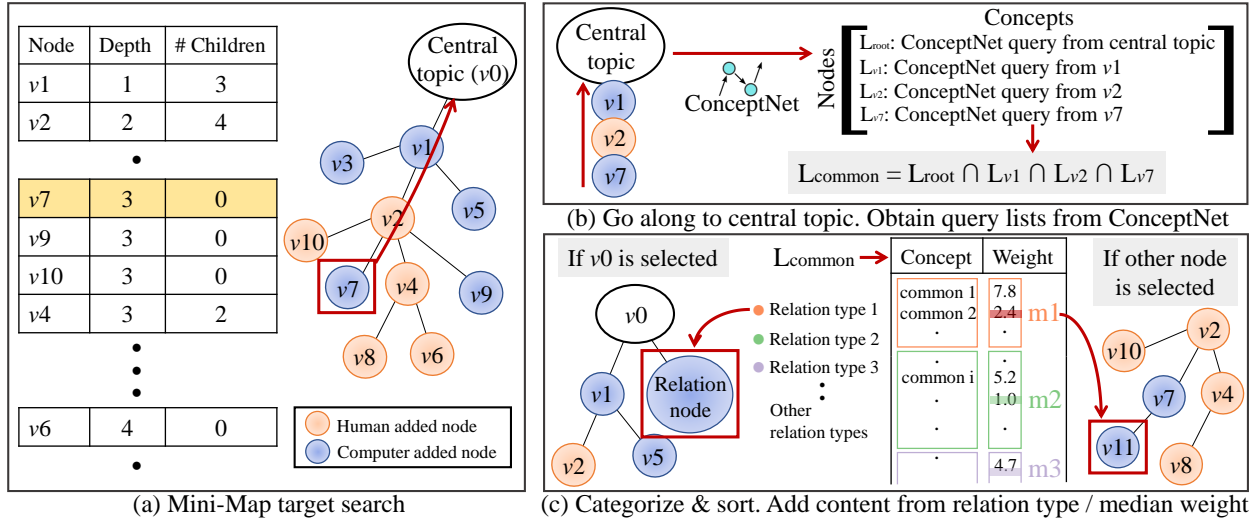 Node Depth # Children
v1 1 3
v2 2 4
v7 3 0
v9 3 0
v10 3 0
v4 3 2
v6 4 0
Central
topic (v0)
v1
v3
v5
v2
v10
v7
v4
v9
v8
v6
Human added node
Computer added node
(a) Mini-Map target search
Central
topic
v1
v2
v7
ConceptNet
Concepts
Nodes
Lroot: ConceptNet query from central topic
Lv1: ConceptNet query from v1
Lv2: ConceptNet query from v2
Lv7: ConceptNet query from v7
Lcommon = Lroot ∩ Lv1 ∩ Lv2 ∩ Lv7
(b) Go along to central topic. Obtain query lists from ConceptNet
If v0 is selected
v0
v1
Relation
node
v2
v5
Lcommon
Relation type 1
Relation type 2
Relation type 3
Other
relation types
Concept Weight
common 1 7.8
common 2 2.4
m1
common i 5.2
1.0
m2
4.7
m3
If other node
is selected
v2
v10
v7
v4
v11
v8
(c) Categorize & sort. Add content from relation type / median weight